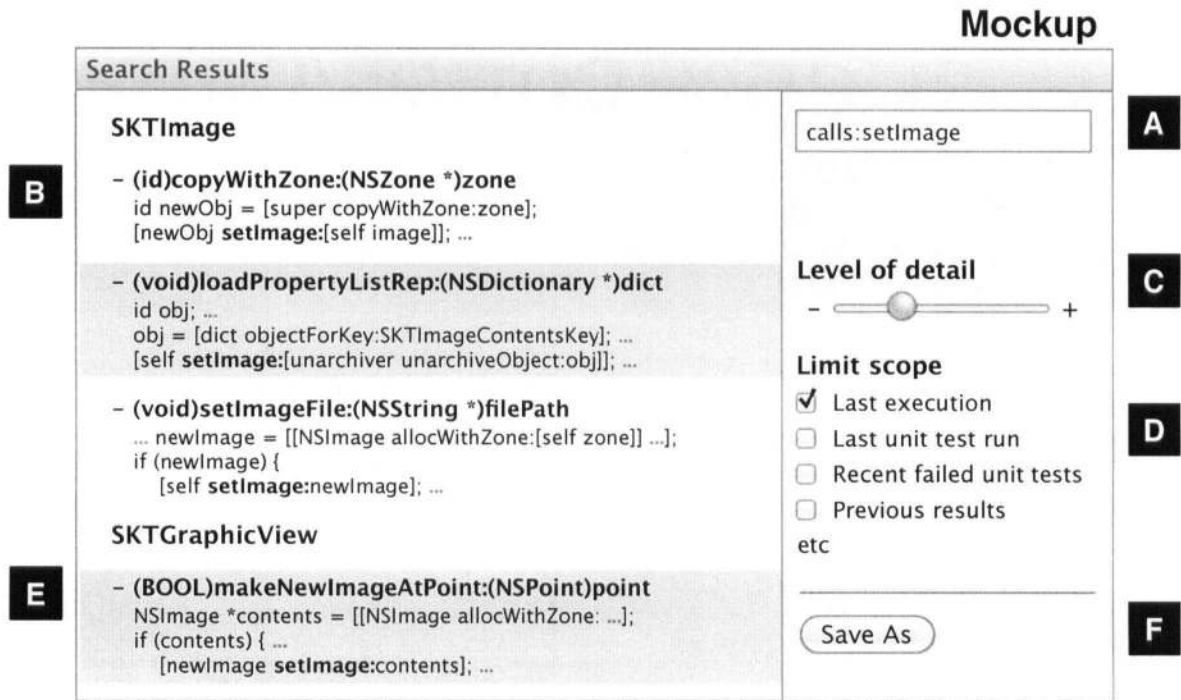 Mockup
Search Results
SKTImage
B
– (id)copyWithZone:(NSZone *)zone
id newObj = [super copyWithZone:zone];
[newObj setImage:[self image]]; ...
– (void)loadPropertyListRep:(NSDictionary *)dict
id obj; ...
obj = [dict objectForKey:SKTImageContentsKey]; ...
[self setImage:[unarchiver unarchiveObject:obj]]; ...
– (void)setImageFile:(NSString *)filePath
... newImage = [[NSImage allocWithZone:[self zone]] ...];
if (newImage) {
[self setImage:newImage]; ...
SKTGraphicView
E
– (BOOL)makeNewImageAtPoint:(NSPoint)point
NSImage *contents = [[NSImage allocWithZone: ...];
if (contents) { ...
[newImage setImage:contents]; ...
calls:setImage
A
Level of detail
C
– +
Limit scope
Last execution
Last unit test run
D
Recent failed unit tests
Previous results
etc
Save As
F